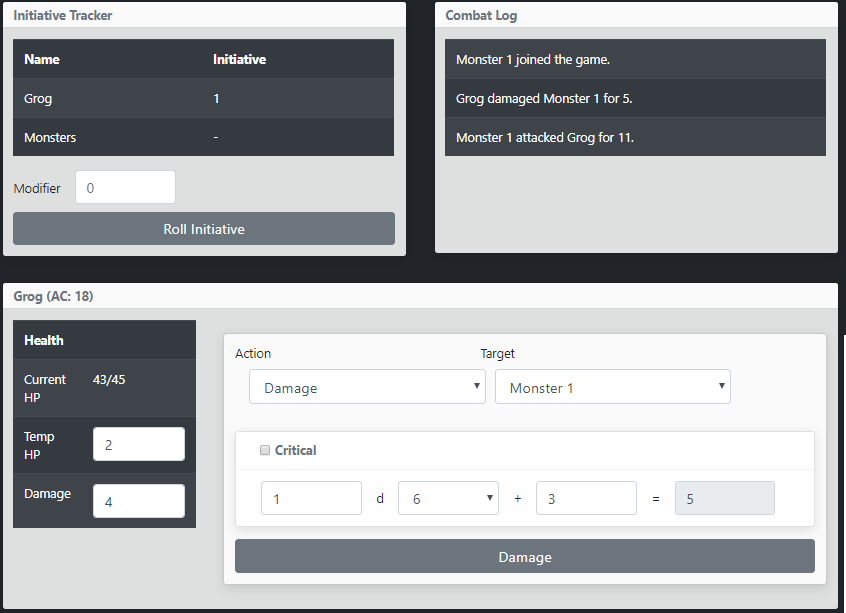 Initiative Tracker
Name Initiative
Grog 1
Monsters -
Modifier 0
Roll Initiative
Combat Log
Monster 1 joined the game.
Grog damaged Monster 1 for 5.
Monster 1 attacked Grog for 11.
Grog (AC: 18)
Health
Current HP 43/45
Temp HP 2
Damage 4
Action Target
Damage Monster 1
Critical
1 d 6 + 3 = 5
Damage